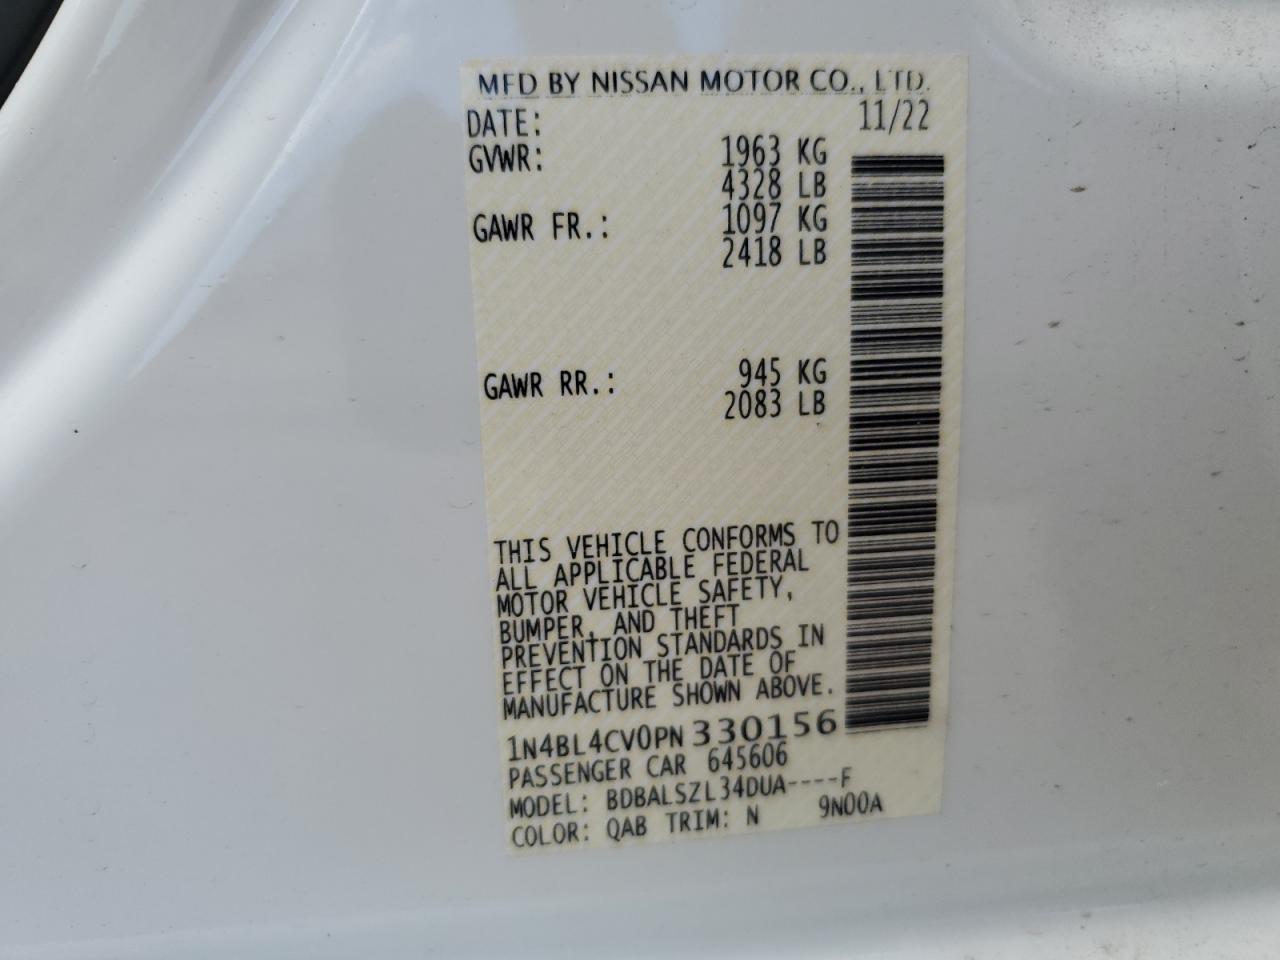 MFD BY NISSAN MOTOR CO., LTD.
DATE: 11/22
GVWR: 1963 KG
4328 LB
GAWR FR.: 1097 KG
2418 LB
GAWR RR.: 945 KG
2083 LB
THIS VEHICLE CONFORMS TO
ALL APPLICABLE FEDERAL
MOTOR VEHICLE SAFETY,
BUMPER, AND THEFT
PREVENTION STANDARDS IN
EFFECT ON THE DATE OF
MANUFACTURE SHOWN ABOVE.
1N4BL4CV0PN330156
PASSENGER CAR 645606
MODEL: BDBALSZL34DUA----F
COLOR: QAB TRIM: N 9N00A